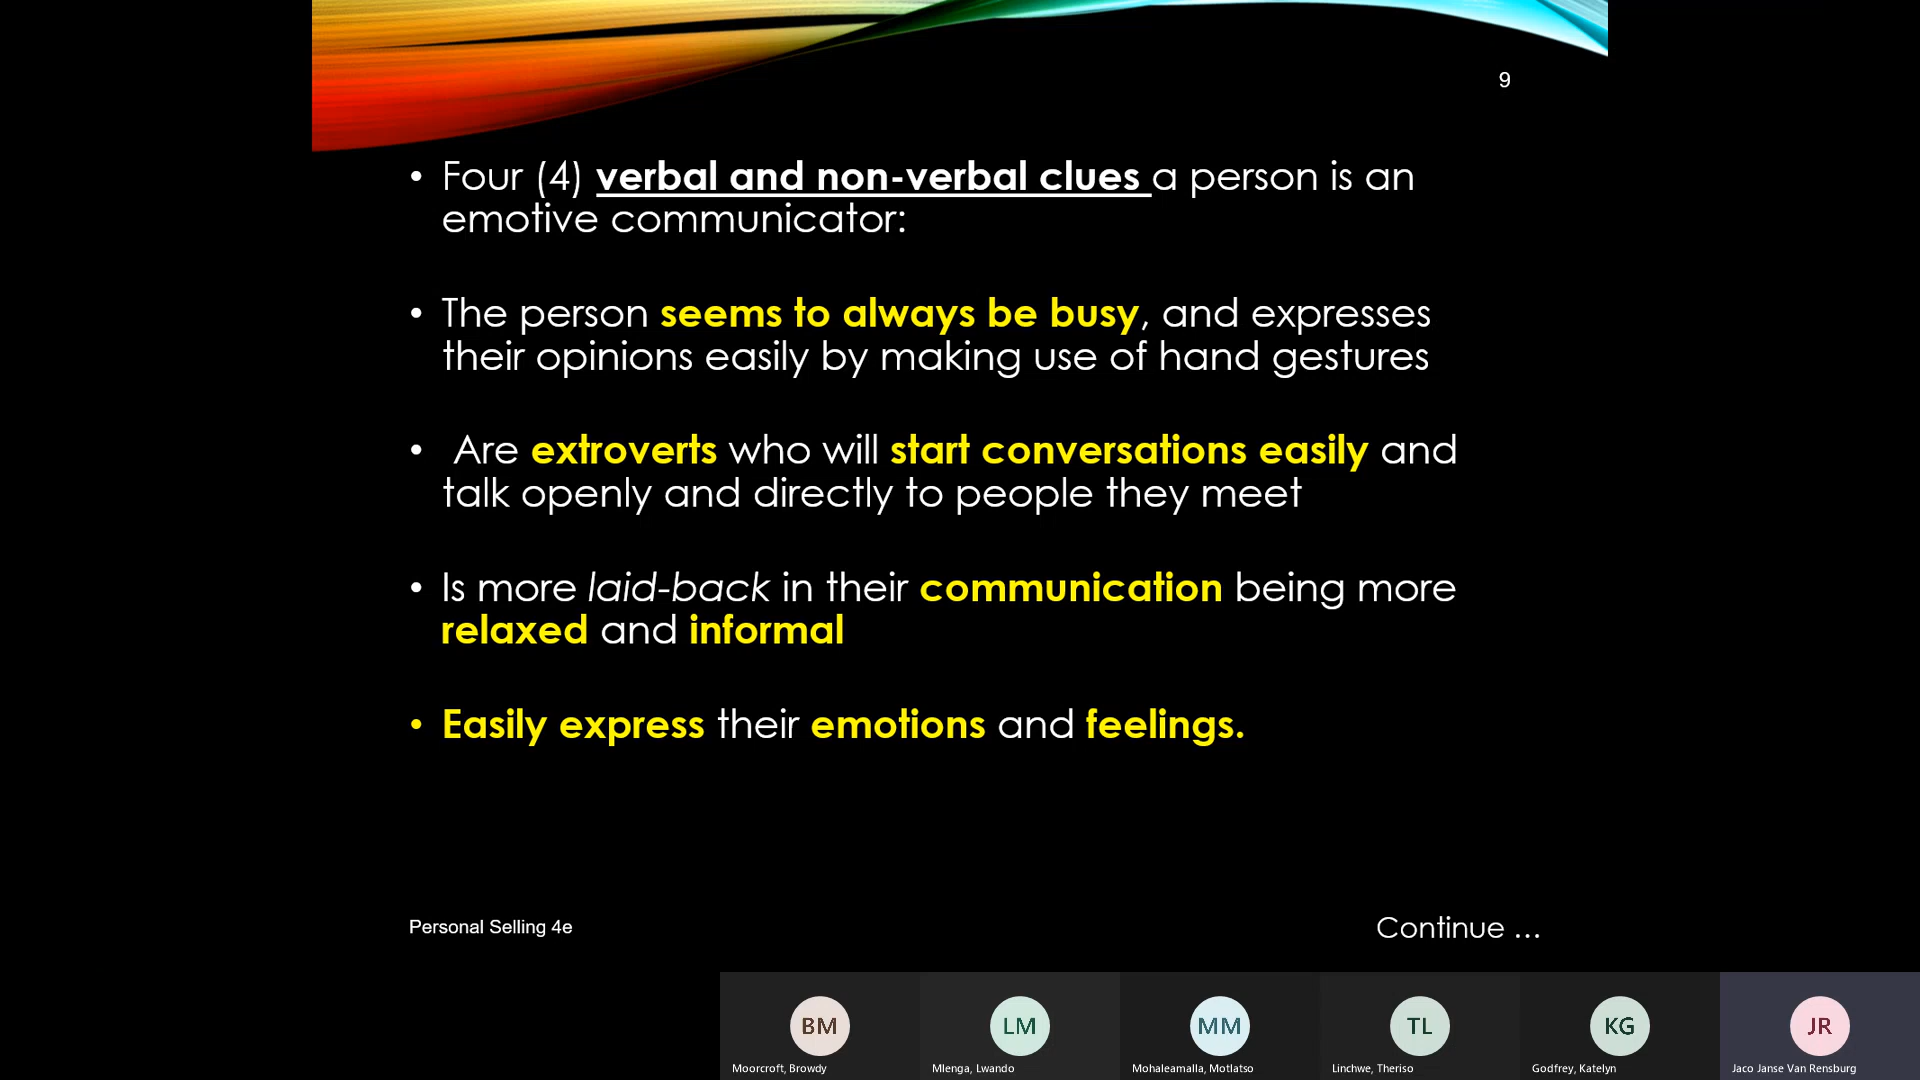 9
• Four (4) verbal and non-verbal clues a person is an
emotive communicator:
• The person seems to always be busy, and expresses
their opinions easily by making use of hand gestures
• Are extroverts who will start conversations easily and
talk openly and directly to people they meet
• Is more laid-back in their communication being more
relaxed and informal
• Easily express their emotions and feelings.
Personal Selling 4e
Continue …
BM
LM
MM
TL
KG
JR
Moorcroft, Browdy
Mlenga, Lwando
Mohaleamalla, Motlatso
Linchwe, Theriso
Godfrey, Katelyn
Jaco Janse Van Rensburg